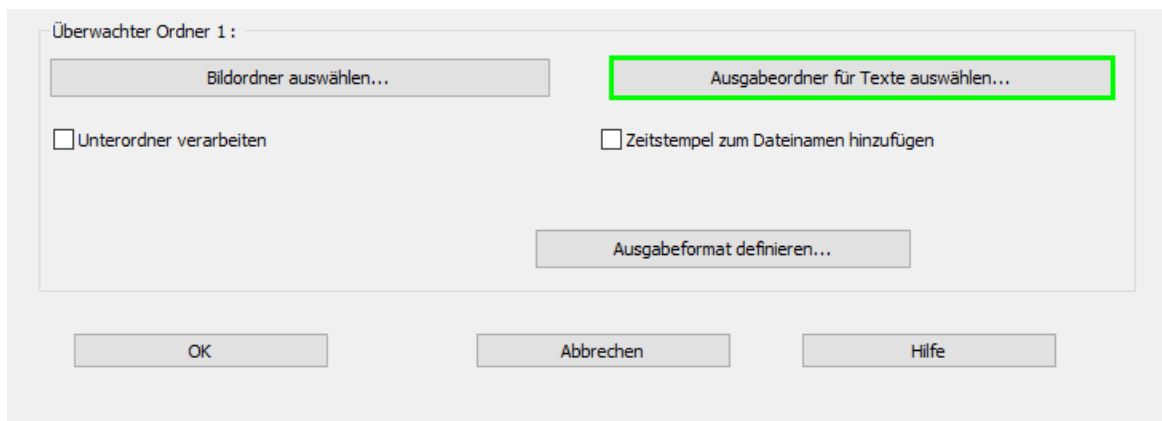 Überwachter Ordner 1 :
Bildordner auswählen...
Ausgabeordner für Texte auswählen...
Unterordner verarbeiten
Zeitstempel zum Dateinamen hinzufügen
Ausgabeformat definieren...
OK
Abbrechen
Hilfe